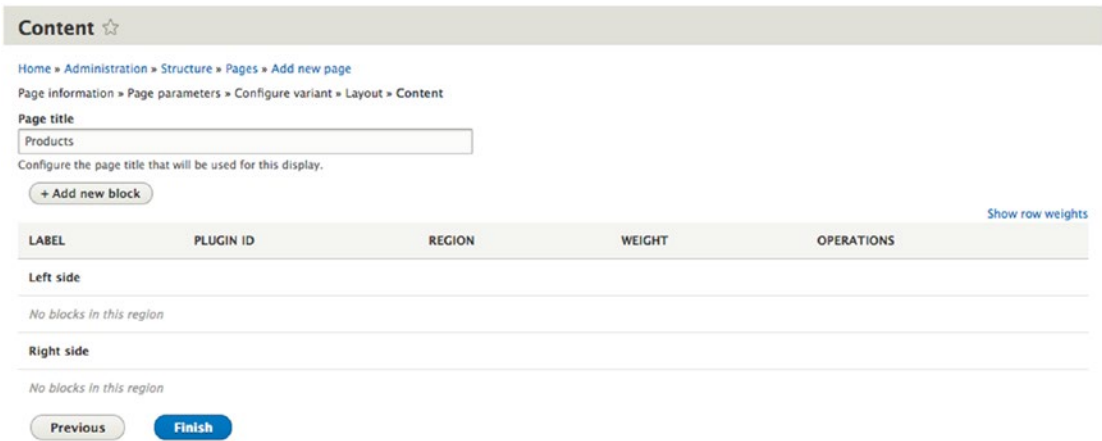 Content
Home » Administration » Structure » Pages » Add new page
Page information » Page parameters » Configure variant » Layout » Content
Page title
Products
Configure the page title that will be used for this display.
+ Add new block
Show row weights
LABEL PLUGIN ID REGION WEIGHT OPERATIONS
Left side
No blocks in this region
Right side
No blocks in this region
Previous Finish